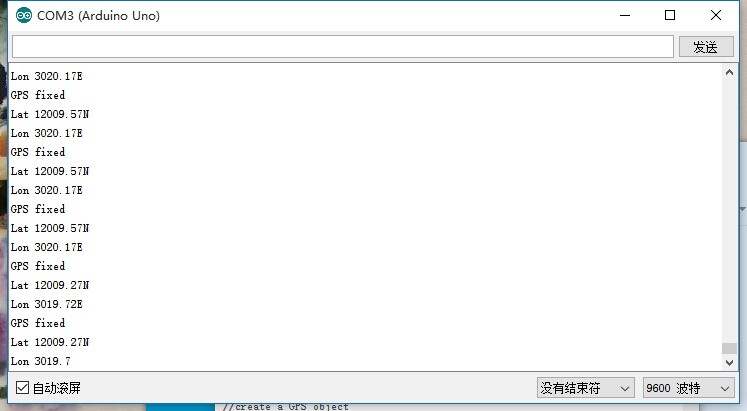 COM3 (Arduino Uno)
发送
Lon 3020.17E
GPS fixed
Lat 12009.57N
Lon 3020.17E
GPS fixed
Lat 12009.57N
Lon 3020.17E
GPS fixed
Lat 12009.57N
Lon 3020.17E
GPS fixed
Lat 12009.27N
Lon 3019.72E
GPS fixed
Lat 12009.27N
Lon 3019.7
自动滚屏
没有结束符
9600 波特
//create a GPS object